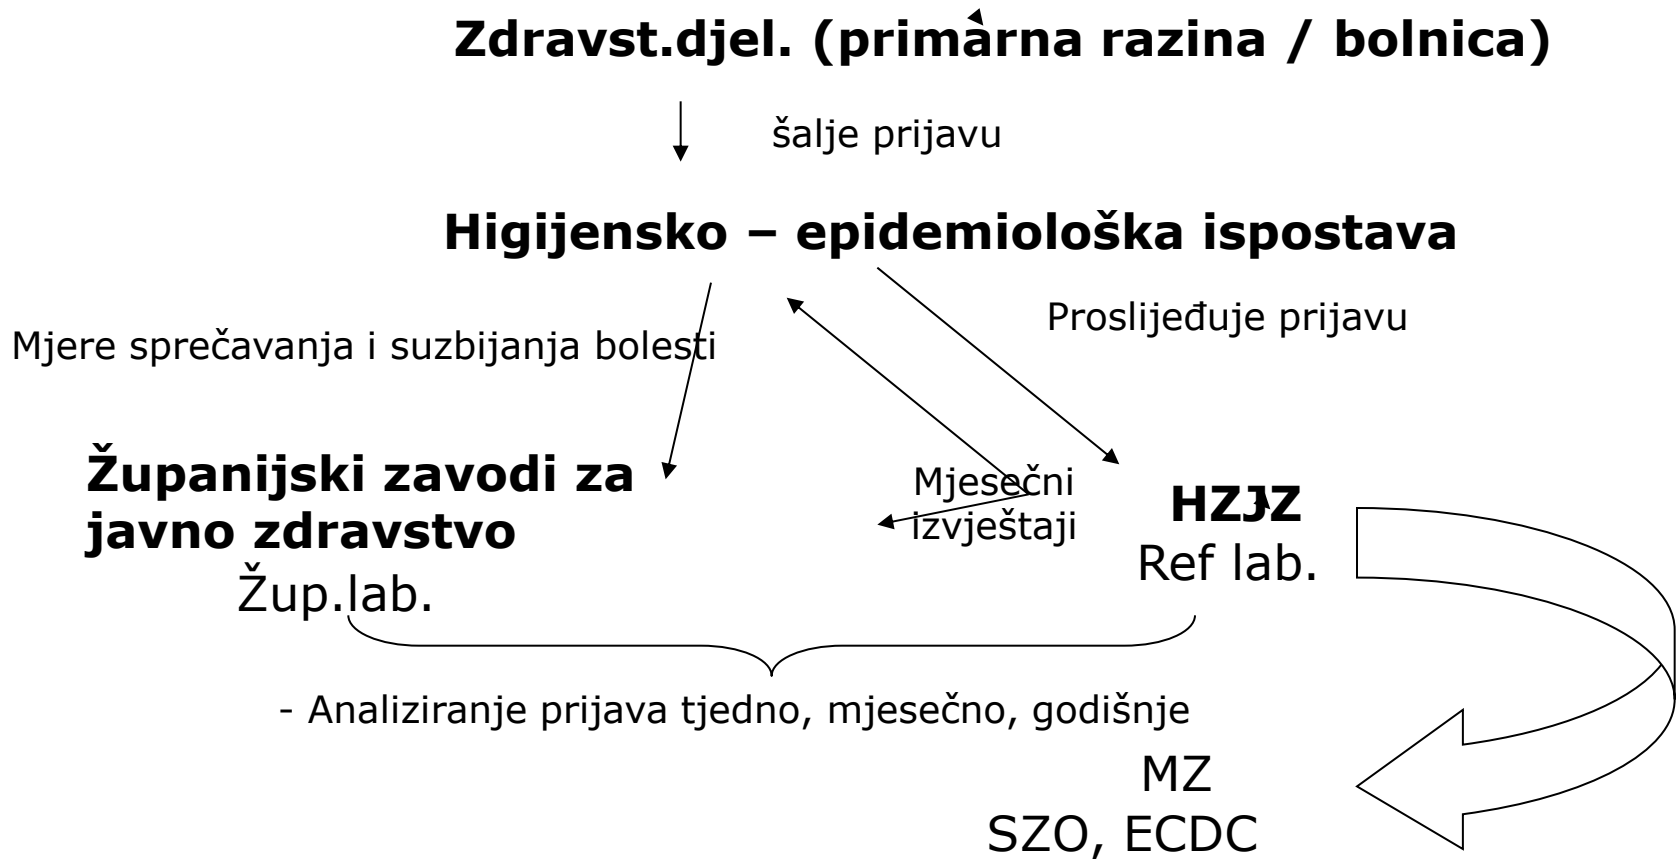 Zdravst.djel. (primarna razina / bolnica)
šalje prijavu
Higijensko – epidemiološka ispostava
Proslijeđuje prijavu
Mjere sprečavanja i suzbijanja bolesti
Županijski zavodi za
javno zdravstvo
Žup.lab.
Mjesečni
izvještaji
HZJZ
Ref lab.
- Analiziranje prijava tjedno, mjesečno, godišnje
MZ
SZO, ECDC